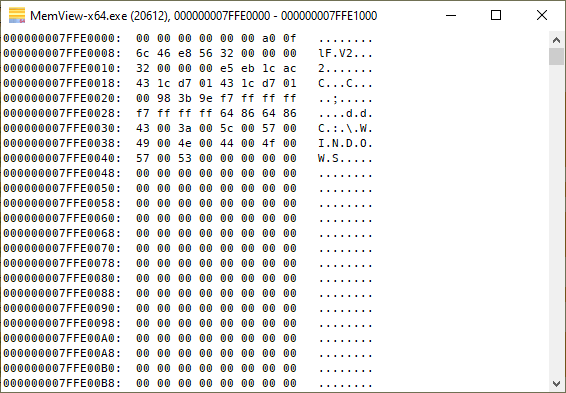 MemView-x64.exe (20612), 000000007FFE0000 - 000000007FFE1000
000000007FFE0000: 00 00 00 00 00 00 a0 0f ........
000000007FFE0008: 6c 46 e8 56 32 00 00 00 lF.V2...
000000007FFE0010: 32 00 00 00 e5 eb 1c ac 2.......
000000007FFE0018: 43 1c d7 01 43 1c d7 01 C...C...
000000007FFE0020: 00 98 3b 9e f7 ff ff ff ..;.....
000000007FFE0028: f7 ff ff ff 64 86 64 86 ....d.d.
000000007FFE0030: 43 00 3a 00 5c 00 57 00 C.:.\.W.
000000007FFE0038: 49 00 4e 00 44 00 4f 00 I.N.D.O.
000000007FFE0040: 57 00 53 00 00 00 00 00 W.S.....
000000007FFE0048: 00 00 00 00 00 00 00 00 ........
000000007FFE0050: 00 00 00 00 00 00 00 00 ........
000000007FFE0058: 00 00 00 00 00 00 00 00 ........
000000007FFE0060: 00 00 00 00 00 00 00 00 ........
000000007FFE0068: 00 00 00 00 00 00 00 00 ........
000000007FFE0070: 00 00 00 00 00 00 00 00 ........
000000007FFE0078: 00 00 00 00 00 00 00 00 ........
000000007FFE0080: 00 00 00 00 00 00 00 00 ........
000000007FFE0088: 00 00 00 00 00 00 00 00 ........
000000007FFE0090: 00 00 00 00 00 00 00 00 ........
000000007FFE0098: 00 00 00 00 00 00 00 00 ........
000000007FFE00A0: 00 00 00 00 00 00 00 00 ........
000000007FFE00A8: 00 00 00 00 00 00 00 00 ........
000000007FFE00B0: 00 00 00 00 00 00 00 00 ........
000000007FFE00B8: 00 00 00 00 00 00 00 00 ........